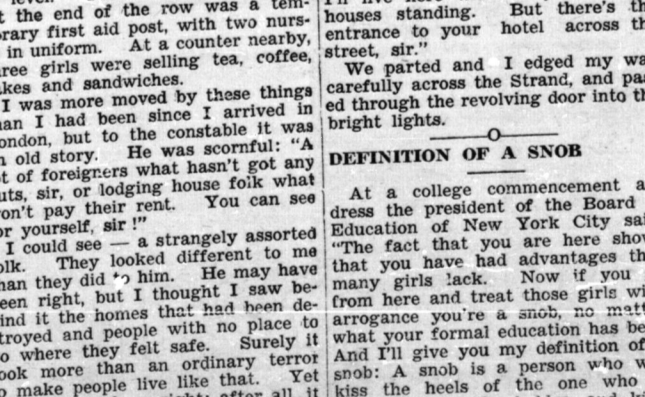 t the end of the row was a tem-
rary first aid post, with two nurs-
in uniform. At a counter nearby,
ree girls were selling tea, coffee,
kes and sandwiches.
I was more moved by these things
an I had been since I arrived in
ondon, but to the constable it was
n old story. He was scornful: "A
t of foreigners what hasn't got any
uts, sir, or lodging house folk what
on't pay their rent. You can see
or yourself, sir!"
I could see — a strangely assorted
olk. They looked different to me
han they did to him. He may have
een right, but I thought I saw be-
ind it the homes that had been de-
troyed and people with no place to
o where they felt safe. Surely it
ook more than an ordinary terror
o make people live like that. Yet
after all it
houses standing. But there's th
entrance to your hotel across th
street, sir."
We parted and I edged my wa
carefully across the Strand, and pa
ed through the revolving door into th
bright lights.
DEFINITION OF A SNOB
At a college commencement a
dress the president of the Board
Education of New York City sai
"The fact that you are here show
that you have had advantages th
many girls lack. Now if you
from here and treat those girls wi
arrogance you're a snob, no matt
what your formal education has be
And I'll give you my definition of
snob: A snob is a person who w
kiss the heels of the one who